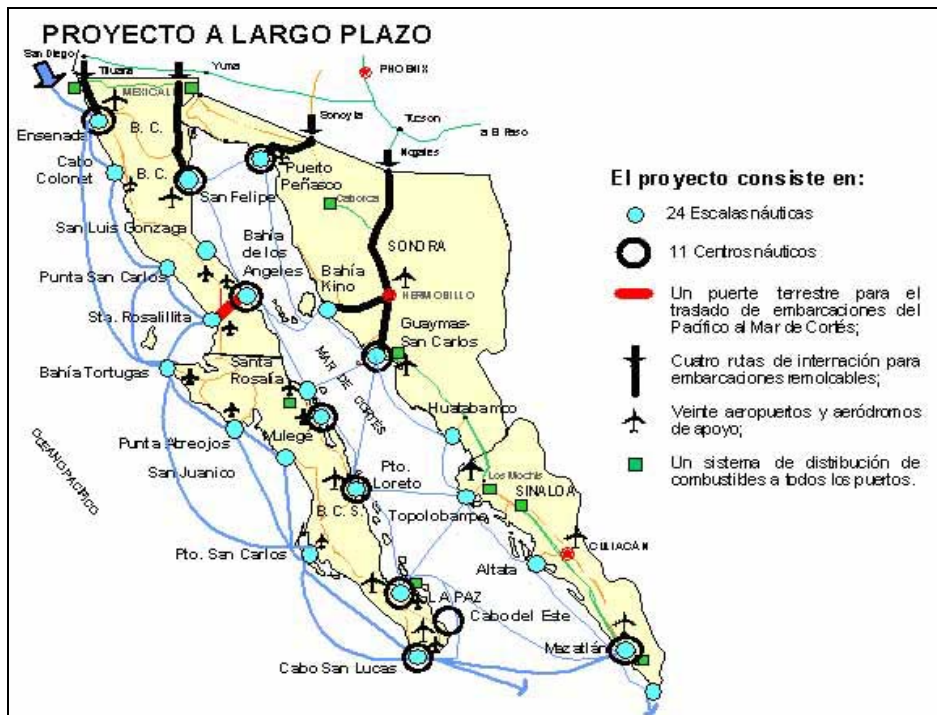 PROYECTO A LARGO PLAZO
San Diego
Tijuana
Yuma
PHOENIX
MEXICALI
Sonoyta
Tucson
a El Paso
Nogales
Ensenada
B. C.
Cabo
Colonet
B. C.
San Felipe
Puerto
Peñasco
Caborca
San Luis Gonzaga
Bahía
de los
Angeles
SONORA
Punta San Carlos
Bahía
Kino
HERMOSILLO
Sta. Rosalillita
Guaymas-
San Carlos
Bahía Tortugas
Santa
Rosalía
MAR DE CORTÉS
Huatabampo
Mulegé
Punta Abreojos
OCEANO PACÍFICO
San Juanico
Pto.
Loreto
Los Mochis
SINALOA
B. C. S.
Topolobampo
Pto. San Carlos
CULIACÁN
Altata
LA PAZ
Cabo del Este
Mazatlán
Cabo San Lucas
El proyecto consiste en:
24 Escalas náuticas
11 Centros náuticos
Un puerte terrestre para el
traslado de embarcaciones del
Pacífico al Mar de Cortés;
Cuatro rutas de internación para
embarcaciones remolcables;
Veinte aeropuertos y aeródromos
de apoyo;
Un sistema de distribución de
combustibles a todos los puertos.